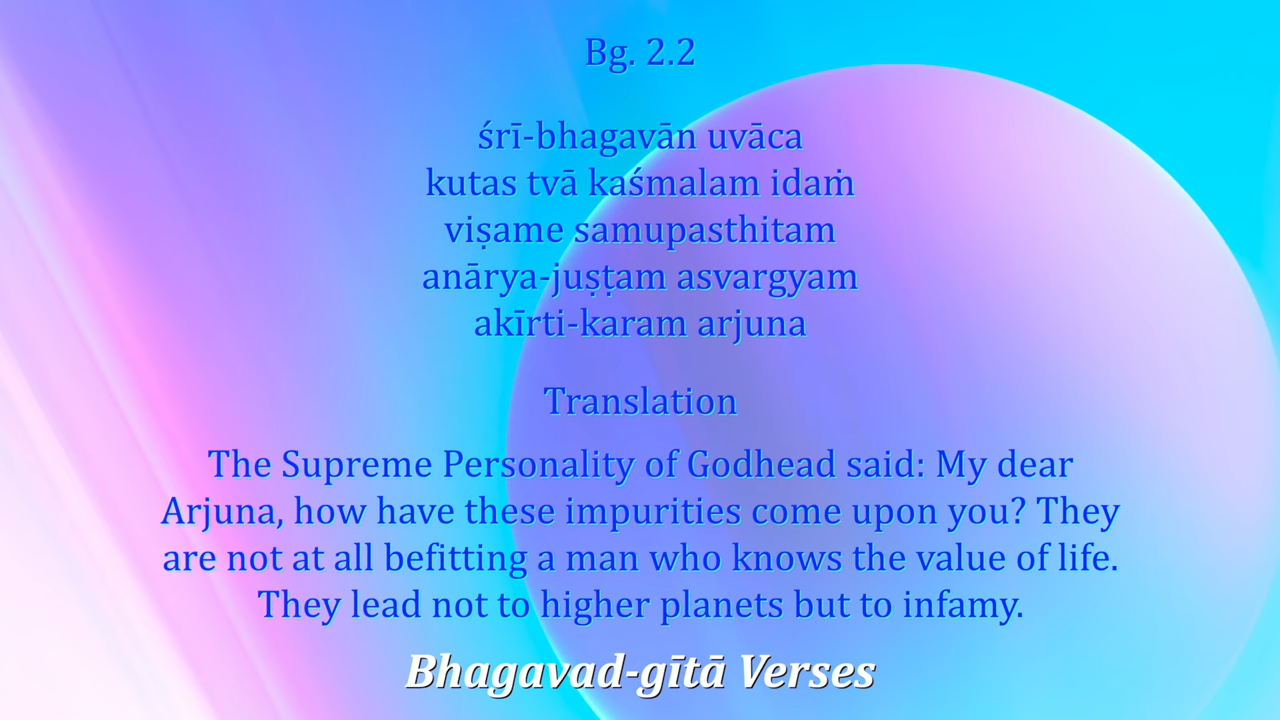 Bg. 2.2
śrī-bhagavān uvāca
kutas tvā kaśmalam idaṁ
viṣame samupasthitam
anārya-juṣṭam asvargyam
akīrti-karam arjuna
Translation
The Supreme Personality of Godhead said: My dear
Arjuna, how have these impurities come upon you? They
are not at all befitting a man who knows the value of life.
They lead not to higher planets but to infamy.
Bhagavad-gītā Verses